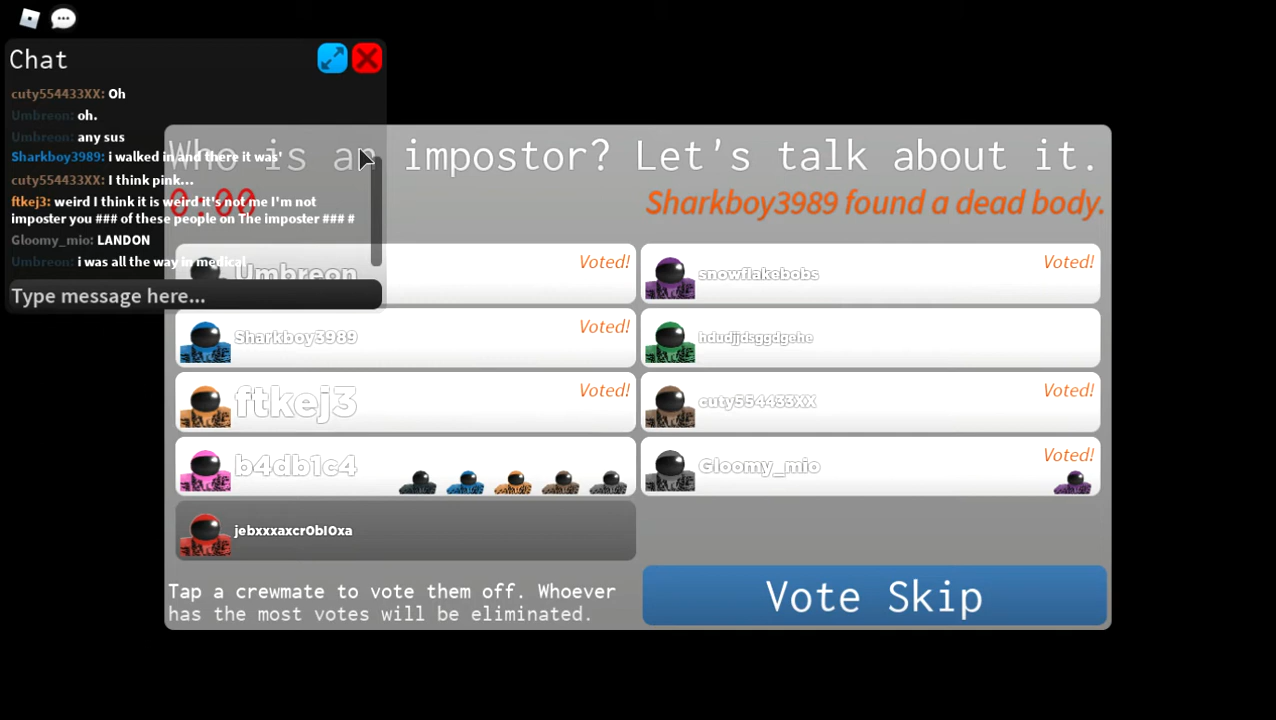 Chat
cuty554433XX: Oh
Umbreon: oh.
Umbreon: any sus
Sharkboy3989: i walked in and there it was'
cuty554433XX: I think pink...
ftkej3: weird I think it is weird it's not me I'm not
imposter you ### of these people on The imposter ### #
Gloomy_mio: LANDON
Umbreon: i was all the way in medical
Type message here...
Who is an impostor? Let's talk about it.
0:00
Sharkboy3989 found a dead body.
Umbreon
Voted!
snowflakebobs
Voted!
Sharkboy3989
Voted!
hdudjjdsggdgehe
ftkej3
Voted!
cuty554433XX
Voted!
b4db1c4
Gloomy_mio
Voted!
jebxxxaxcr0bl0xa
Tap a crewmate to vote them off. Whoever
has the most votes will be eliminated.
Vote Skip